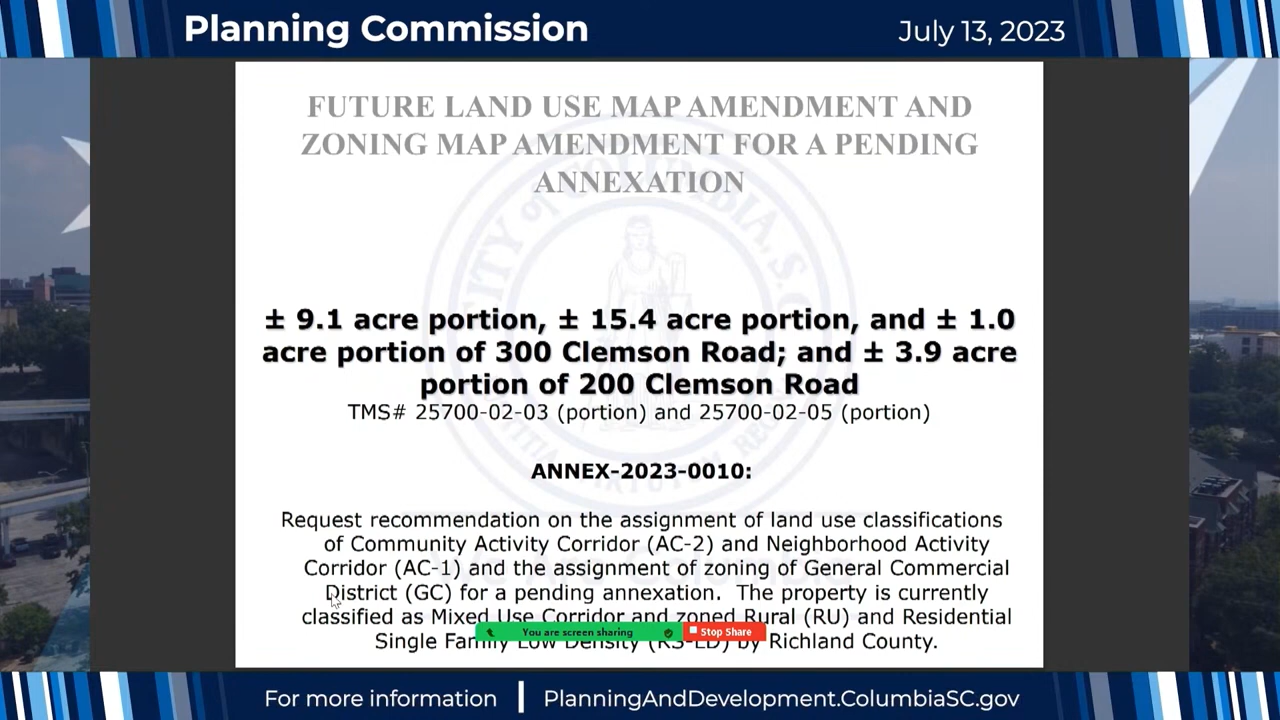 Planning Commission
July 13, 2023
FUTURE LAND USE MAP AMENDMENT AND
ZONING MAP AMENDMENT FOR A PENDING
ANNEXATION
± 9.1 acre portion, ± 15.4 acre portion, and ± 1.0
acre portion of 300 Clemson Road; and ± 3.9 acre
portion of 200 Clemson Road
TMS# 25700-02-03 (portion) and 25700-02-05 (portion)
ANNEX-2023-0010:
Request recommendation on the assignment of land use classifications
of Community Activity Corridor (AC-2) and Neighborhood Activity
Corridor (AC-1) and the assignment of zoning of General Commercial
District (GC) for a pending annexation. The property is currently
classified as Mixed Use Corridor and zoned Rural (RU) and Residential
Single Family Low Density (RS-LD) by Richland County.
You are screen sharing
Stop Share
For more information | PlanningAndDevelopment.ColumbiaSC.gov